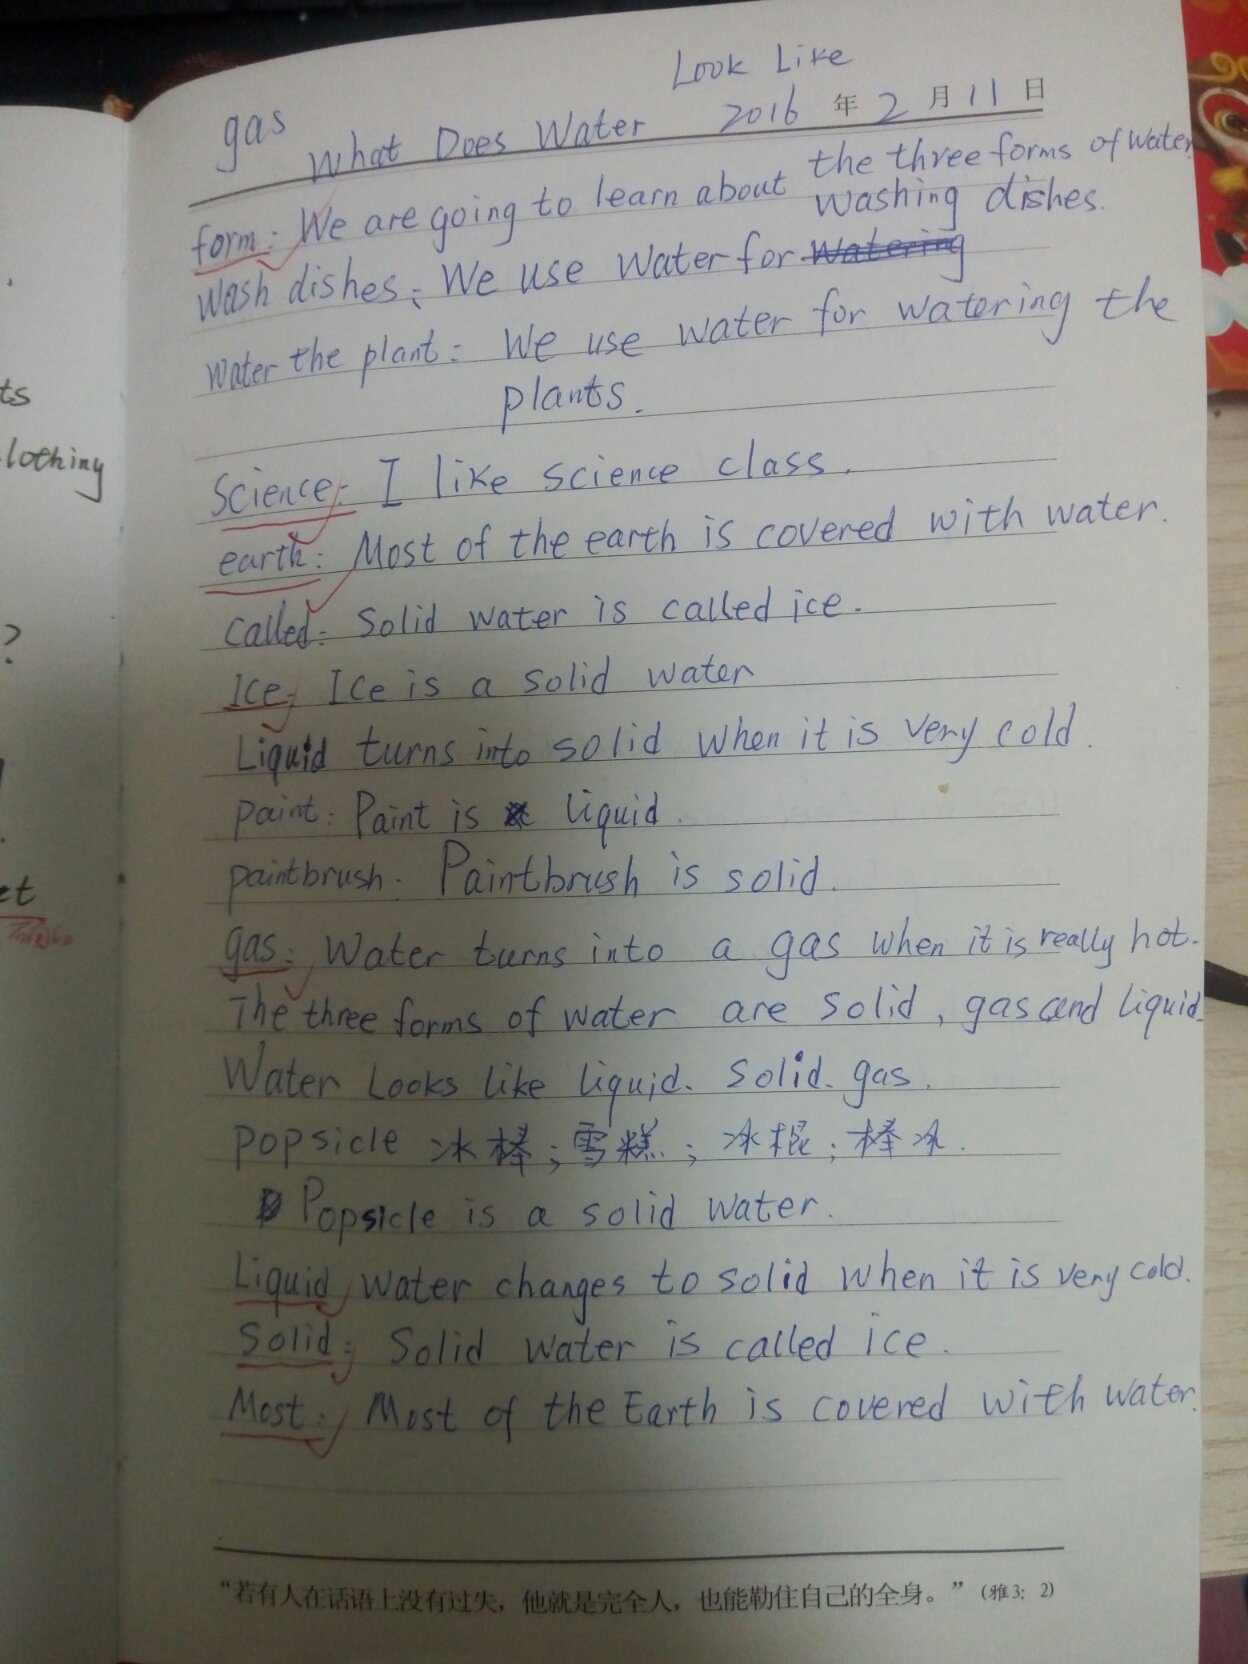 Look Like
gas What Does Water 2016 年 2 月 11 日
the three forms of water
form: We are going to learn about
washing dishes.
Wash dishes: We use water for watering
water the plant: We use water for watering the
plants.
Science: I like science class.
earth: Most of the earth is covered with water.
called: Solid water is called ice.
Ice: Ice is a solid water
Liquid turns into solid when it is very cold.
paint: Paint is liquid.
paintbrush. Paintbrush is solid.
gas: Water turns into a gas when it is really hot.
The three forms of water are solid, gas and liquid.
Water Looks like liquid. solid. gas.
popsicle 冰棒;雪糕;冰棍;棒冰.
Popsicle is a solid water.
Liquid, water changes to solid when it is very cold.
Solid: Solid water is called ice.
Most: Most of the Earth is covered with water.
“若有人在话语上没有过失，他就是完全人，也能勒住自己的全身。”（雅3：2）
ts
lothing
?
et